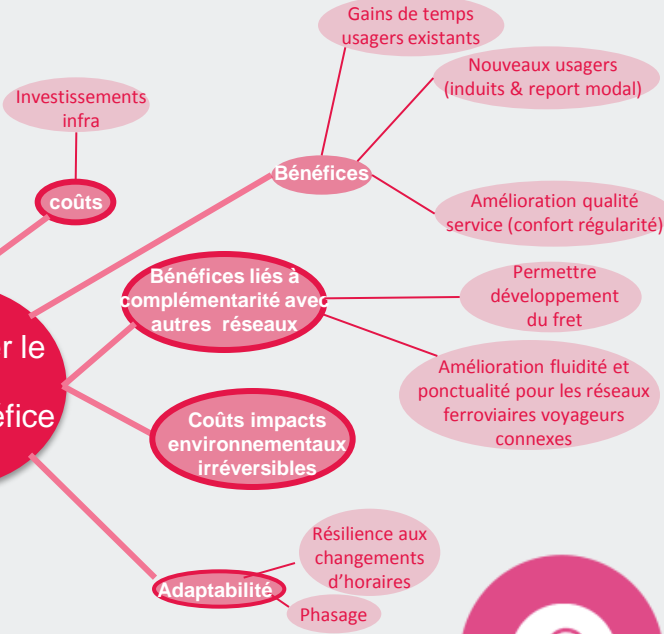 Gains de temps
usagers existants
Nouveaux usagers
(induits & report modal)
Investissements
infra
Bénéfices
coûts
Amélioration qualité
service (confort régularité)
Bénéfices liés à
complémentarité avec
autres réseaux
Permettre
développement
du fret
er le
éfice
Amélioration fluidité et
ponctualité pour les réseaux
ferroviaires voyageurs
connexes
Coûts impacts
environnementaux
irréversibles
Résilience aux
changements
d'horaires
Adaptabilité
Phasage